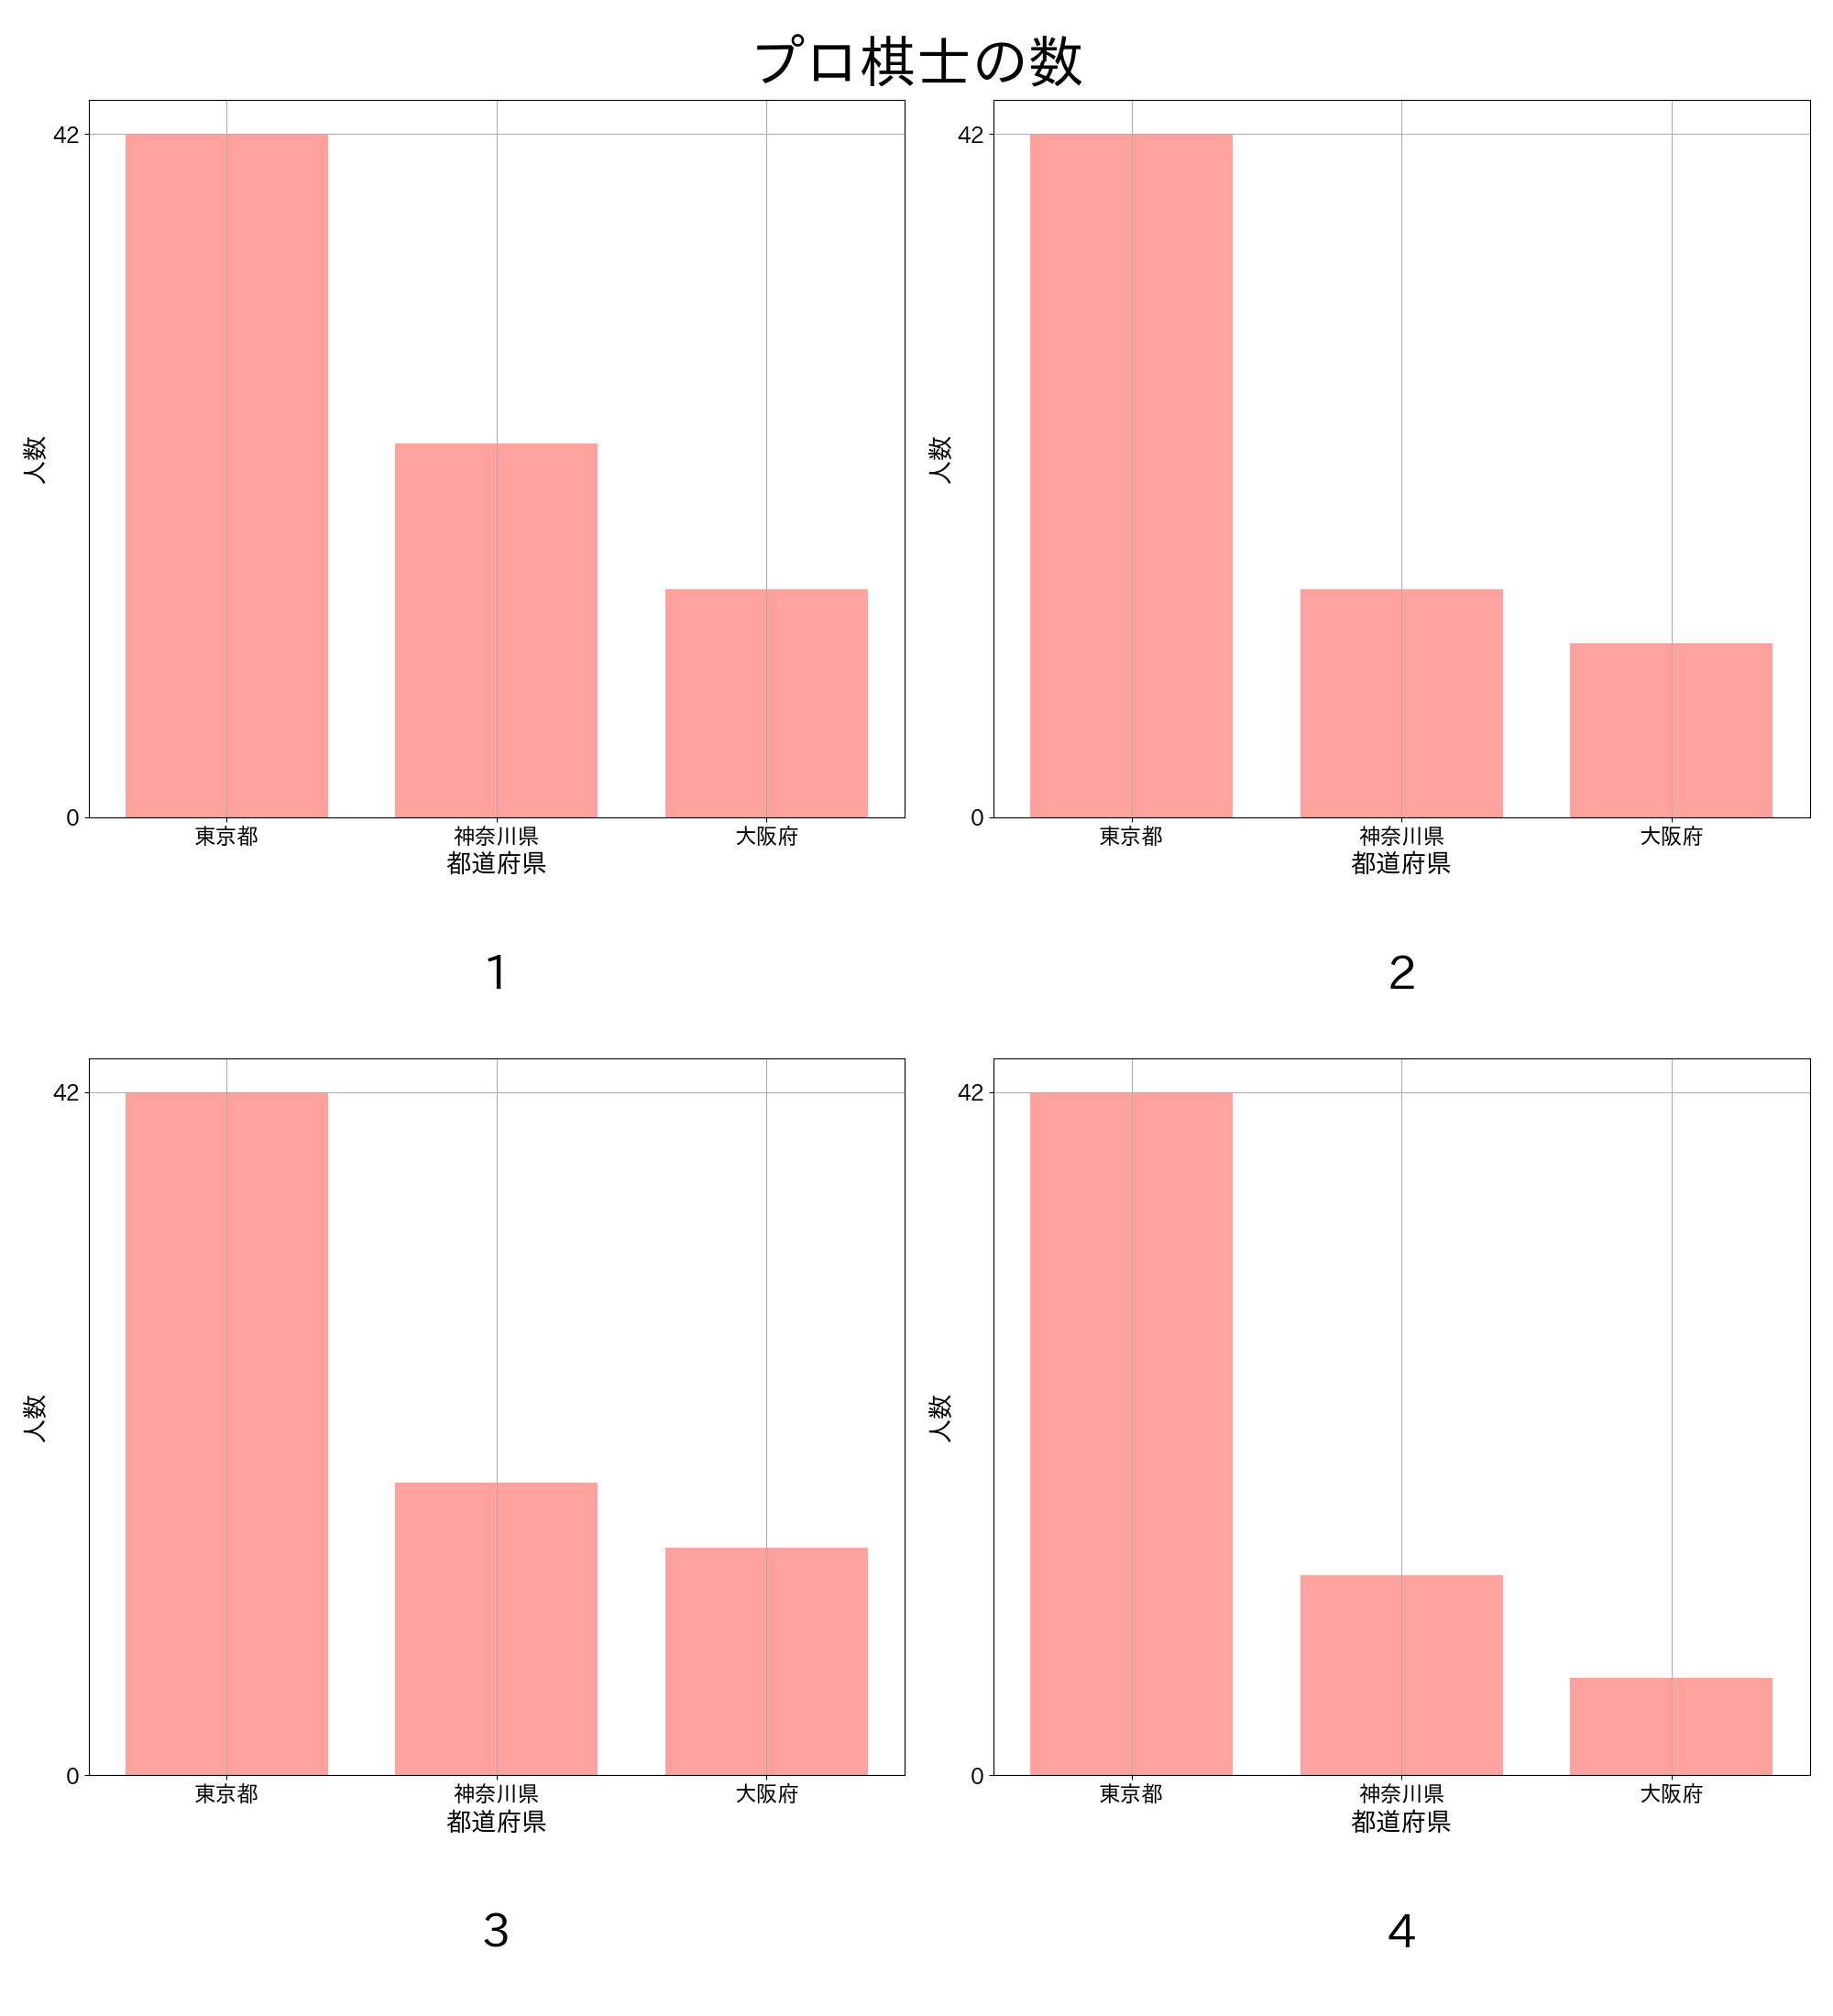 プロ棋士の数
42
人数
0
東京都 神奈川県 大阪府
都道府県
1
42
人数
0
東京都 神奈川県 大阪府
都道府県
2
42
人数
0
東京都 神奈川県 大阪府
都道府県
3
42
人数
0
東京都 神奈川県 大阪府
都道府県
4